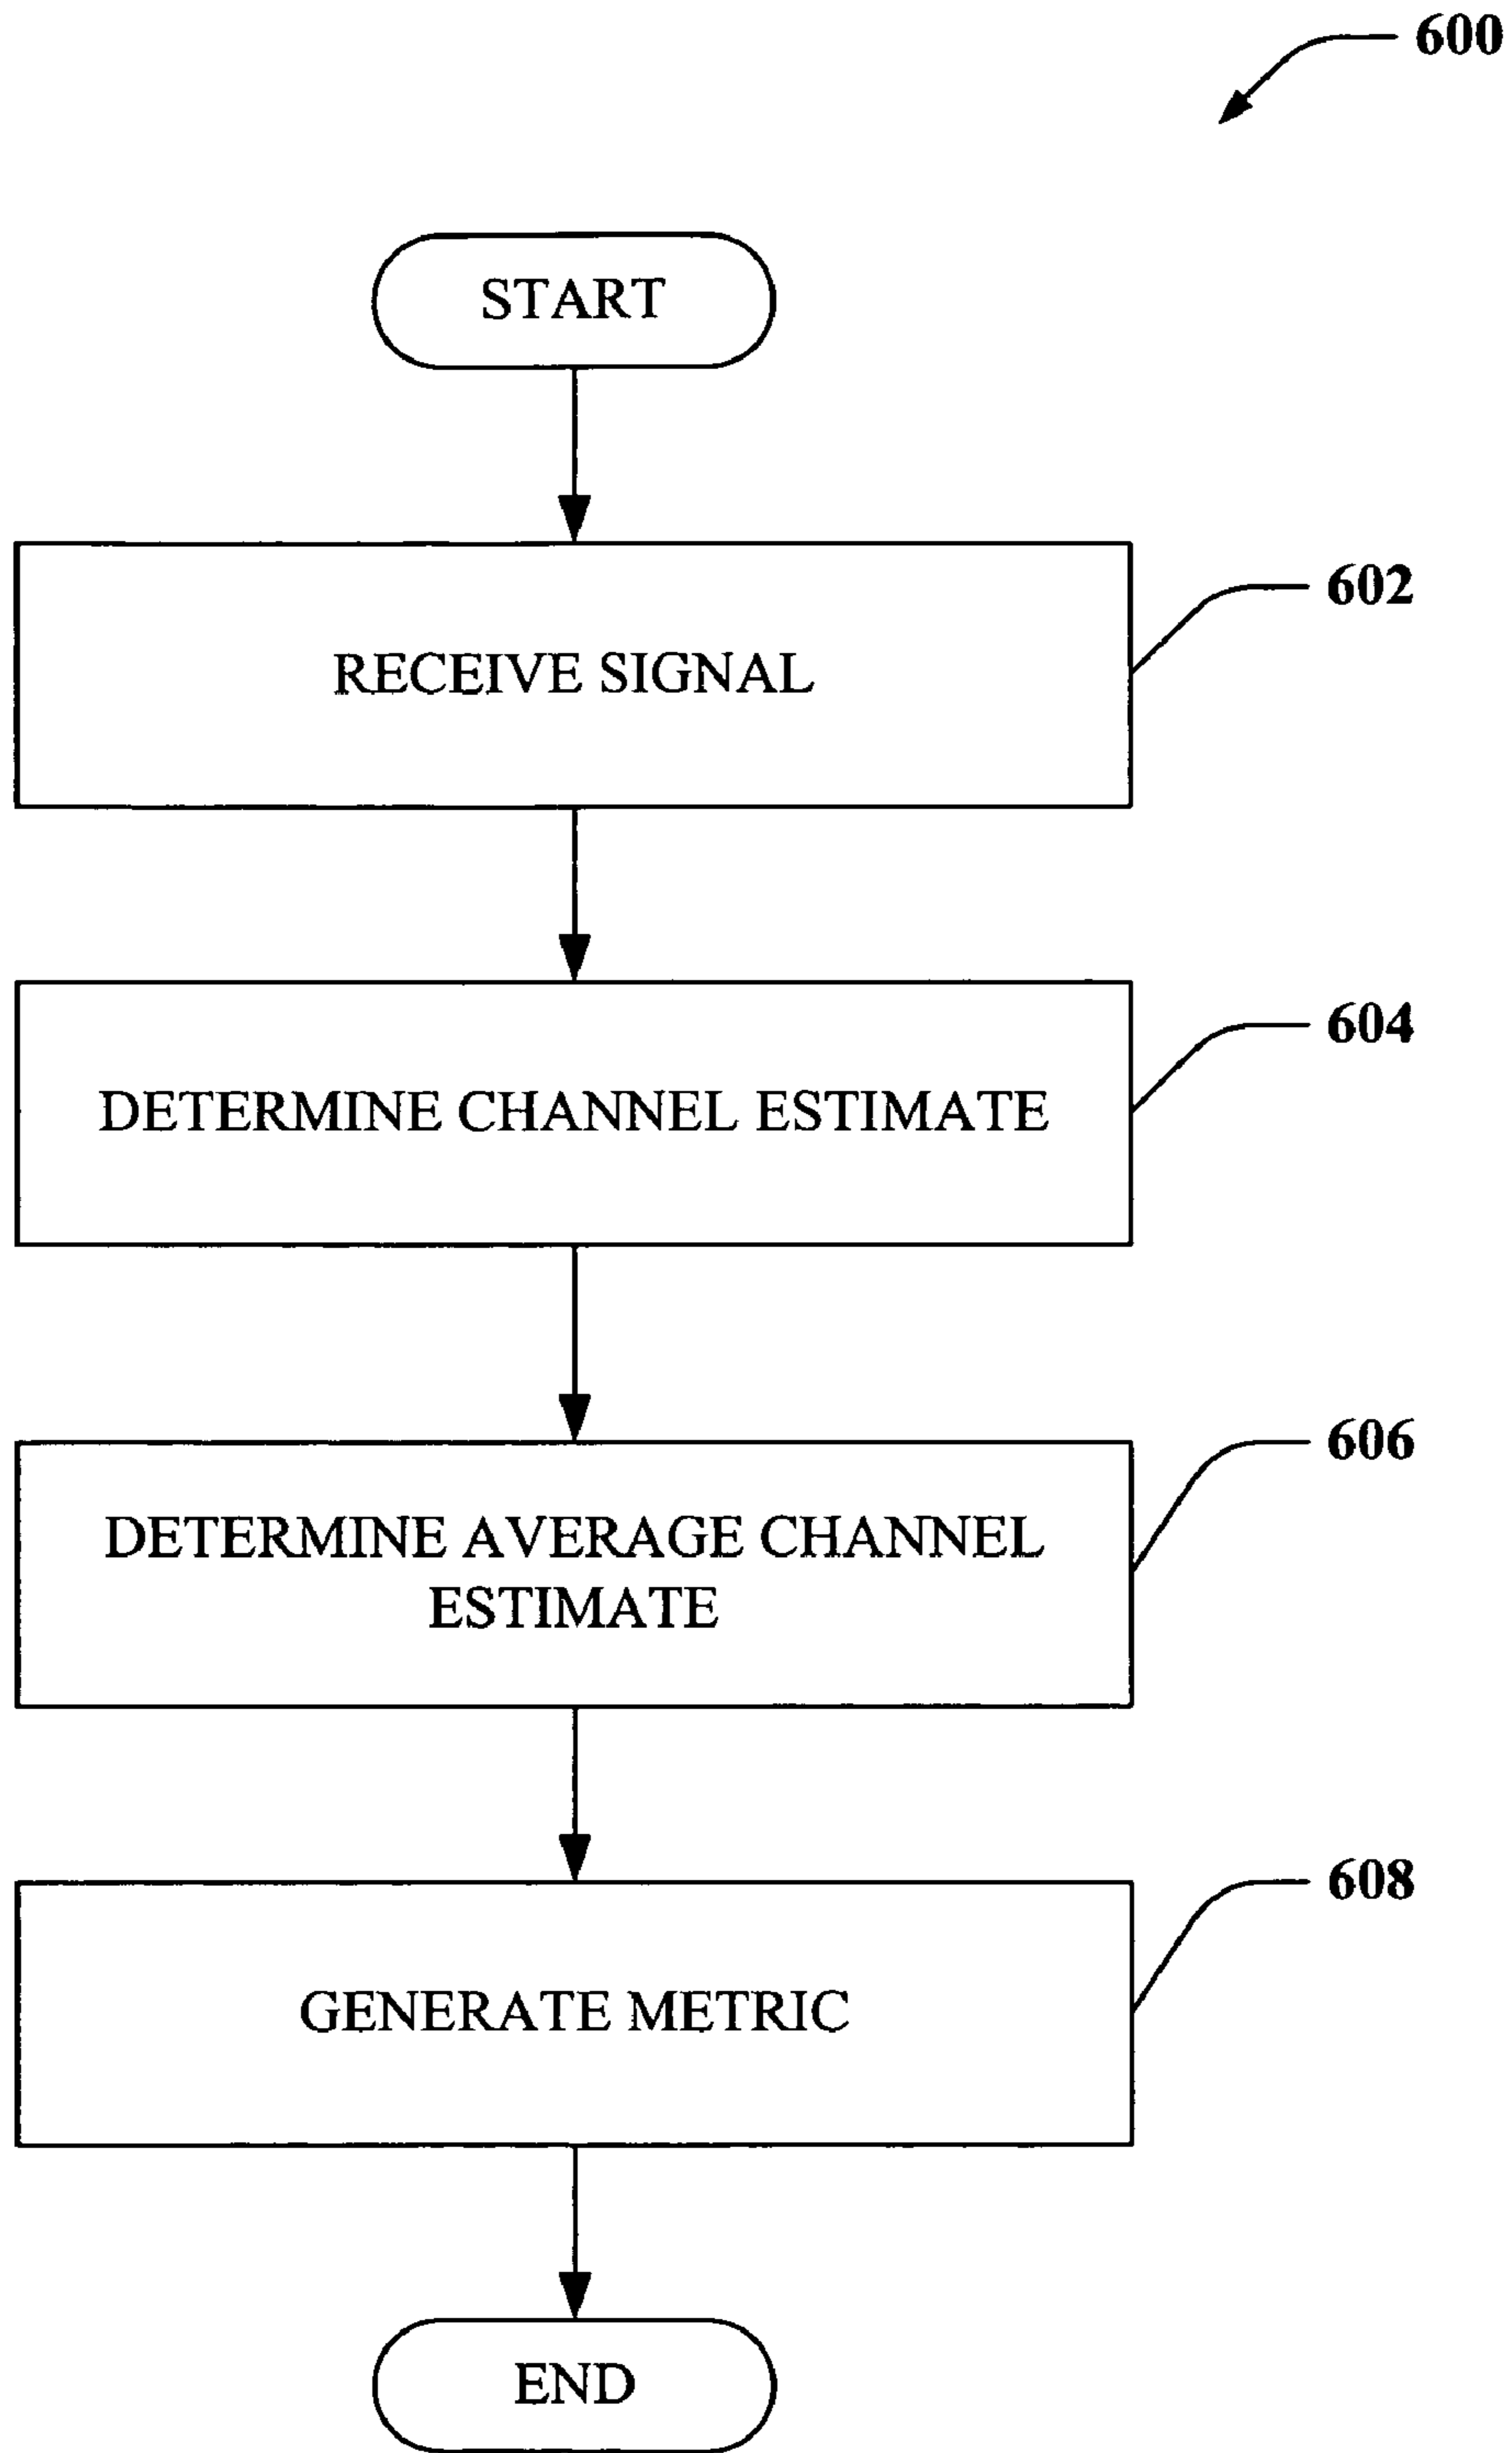 600
START
RECEIVE SIGNAL
602
DETERMINE CHANNEL ESTIMATE
604
DETERMINE AVERAGE CHANNEL
ESTIMATE
606
GENERATE METRIC
608
END